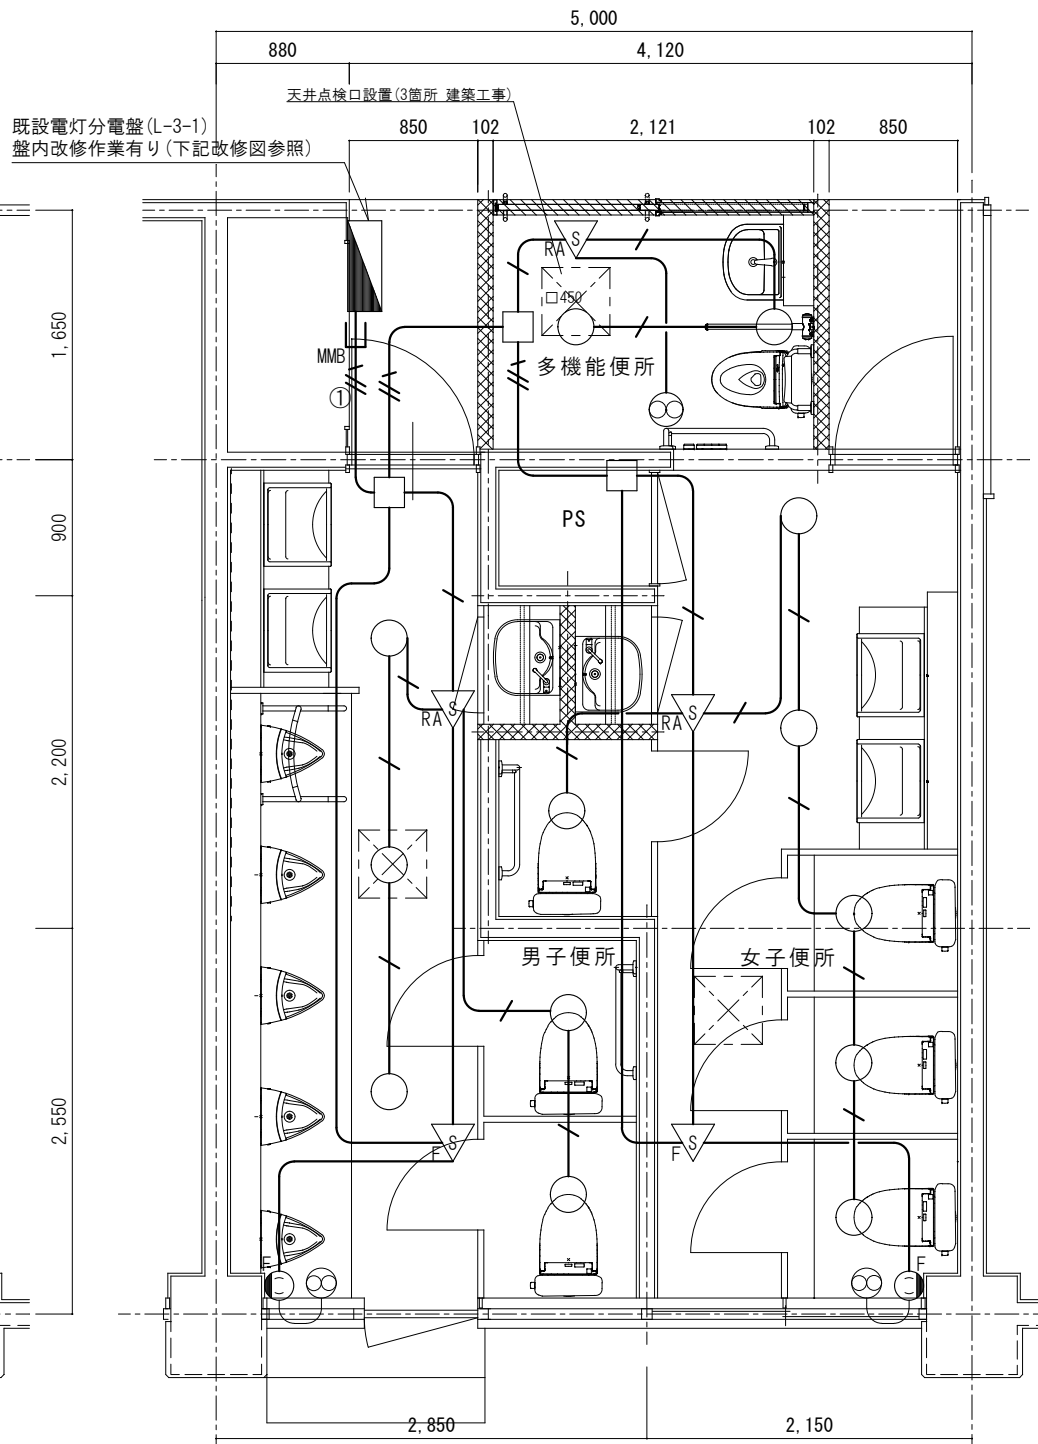 5,000
880
4,120
天井点検口設置(3箇所 建築工事)
既設電灯分電盤(L-3-1)
盤内改修作業有り(下記改修図参照)
850
102
2,121
102
850
1,650
S
RA
□450
MMB
①
多機能便所
900
PS
2,200
S
RA
S
RA
男子便所
女子便所
2,550
S
F
S
F
F
F
2,850
2,150